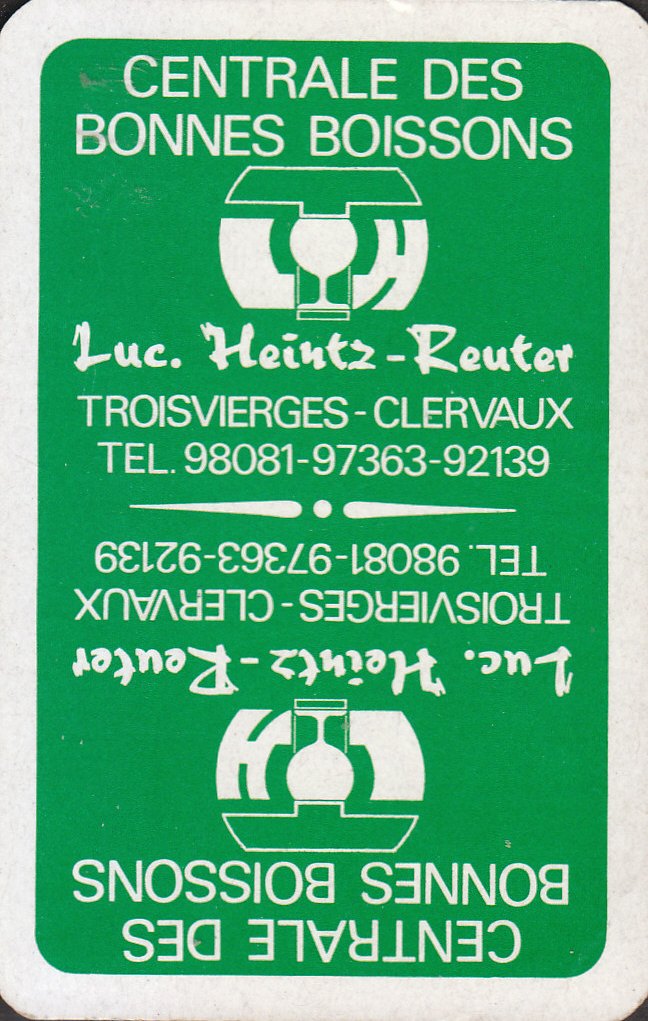 CENTRALE DES
BONNES BOISSONS
Luc. Heintz-Reuter
TROISVIERGES-CLERVAUX
TEL. 98081-97363-92139
CENTRALE DES
BONNES BOISSONS
Luc. Heintz-Reuter
TROISVIERGES-CLERVAUX
TEL. 98081-97363-92139